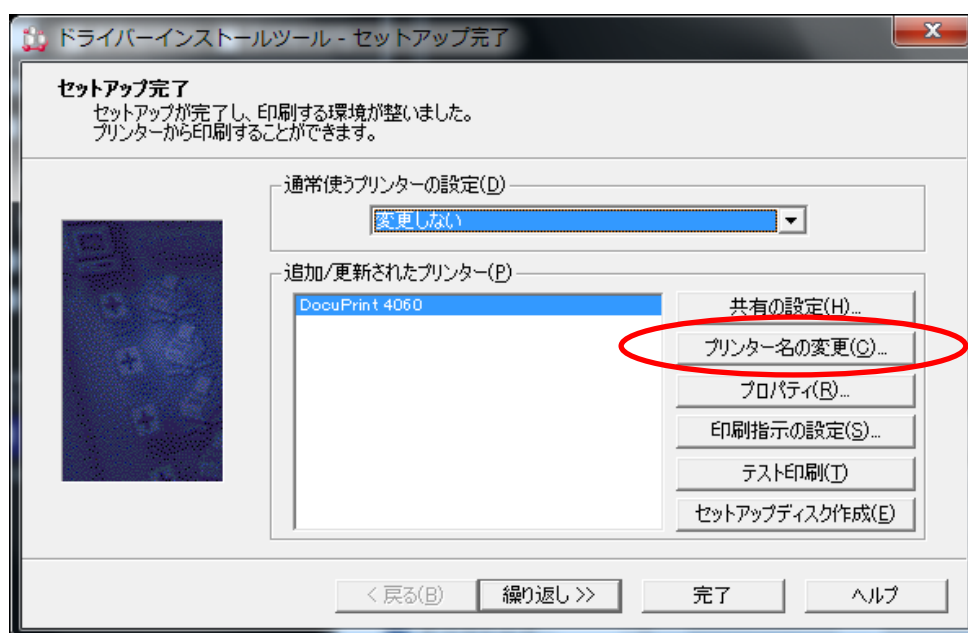 ドライバーインストールツール - セットアップ完了
セットアップ完了
セットアップが完了し、印刷する環境が整いました。
プリンターから印刷することができます。
通常使うプリンターの設定(D)
変更しない
追加/更新されたプリンター(P)
DocuPrint 4060
共有の設定(H)...
プリンター名の変更(C)...
プロパティ(R)...
印刷指示の設定(S)...
テスト印刷(T)
セットアップディスク作成(E)
< 戻る(B)
繰り返し >>
完了
ヘルプ